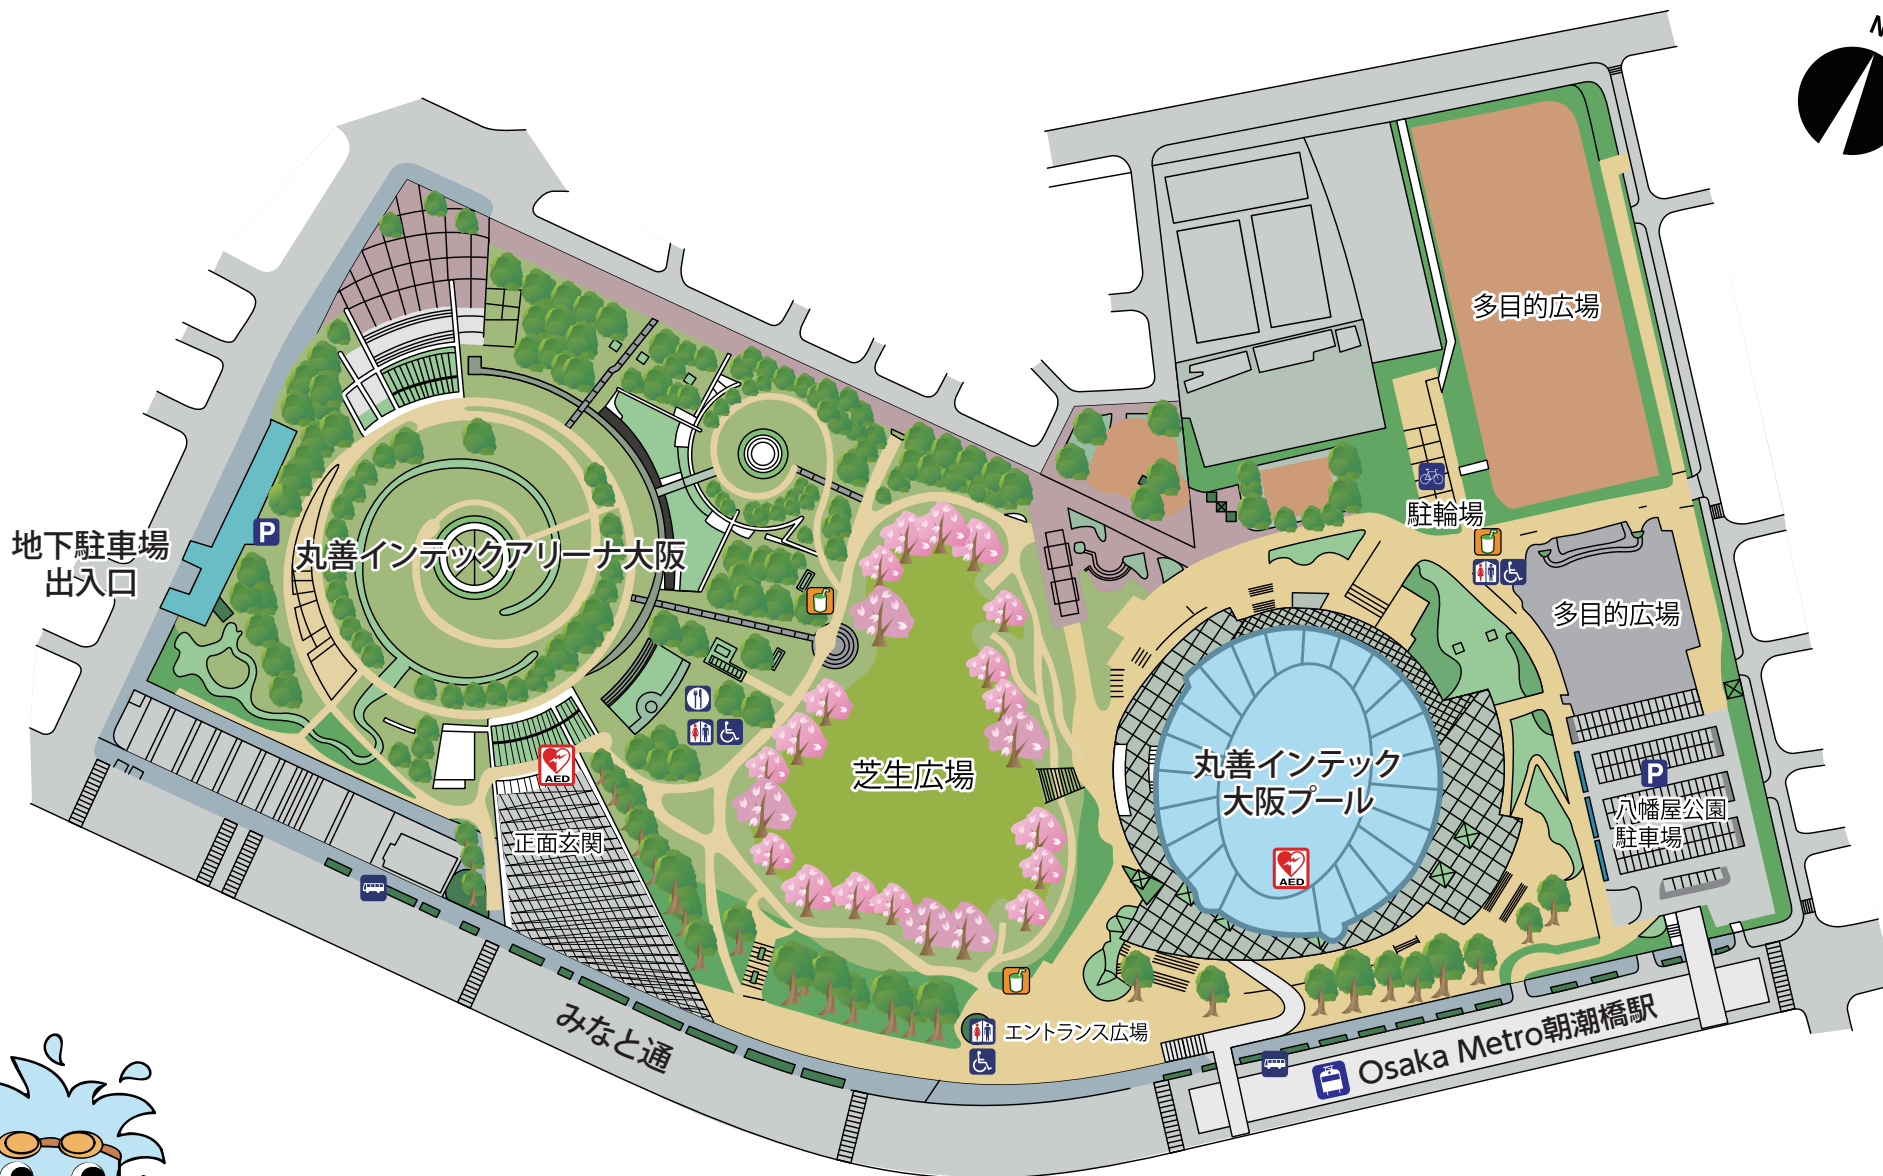 N
多目的広場
駐輪場
地下駐車場
出入口
P
丸善インテックアリーナ大阪
多目的広場
芝生広場
丸善インテック
大阪プール
AED
P
八幡屋公園
駐車場
AED
正面玄関
みなと通
エントランス広場
Osaka Metro朝潮橋駅